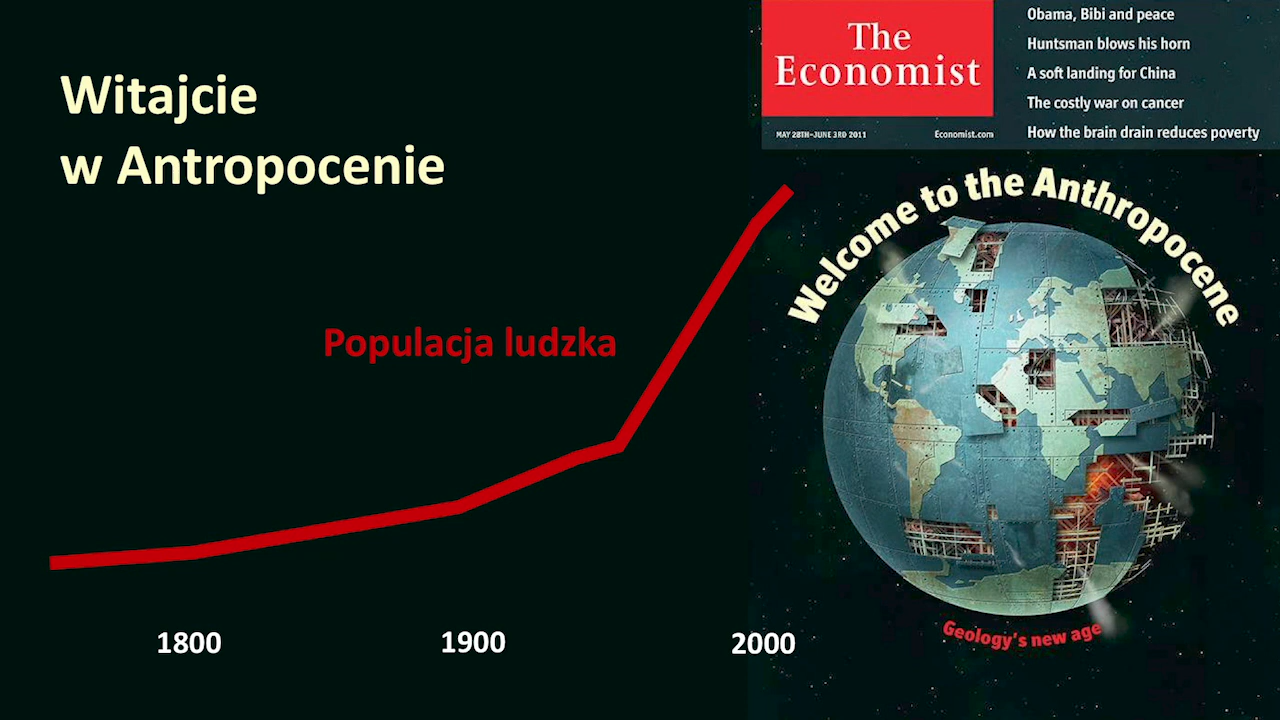 Witajcie
w Antropocenie
Populacja ludzka
1800
1900
2000
The
Economist
MAY 28TH–JUNE 3RD 2011
Economist.com
Obama, Bibi and peace
Huntsman blows his horn
A soft landing for China
The costly war on cancer
How the brain drain reduces poverty
Welcome to the Anthropocene
Geology's new age